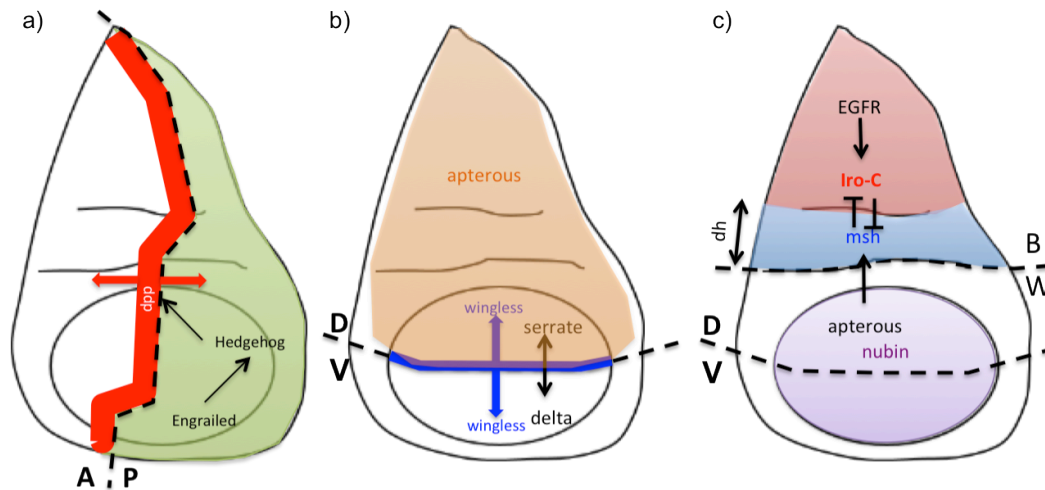 a)
dpp
Hedgehog
Engrailed
A
P
b)
apterous
wingless
serrate
D
V
wingless
delta
c)
EGFR
Iro-C
dh
msh
B
W
apterous
nubin
D
V